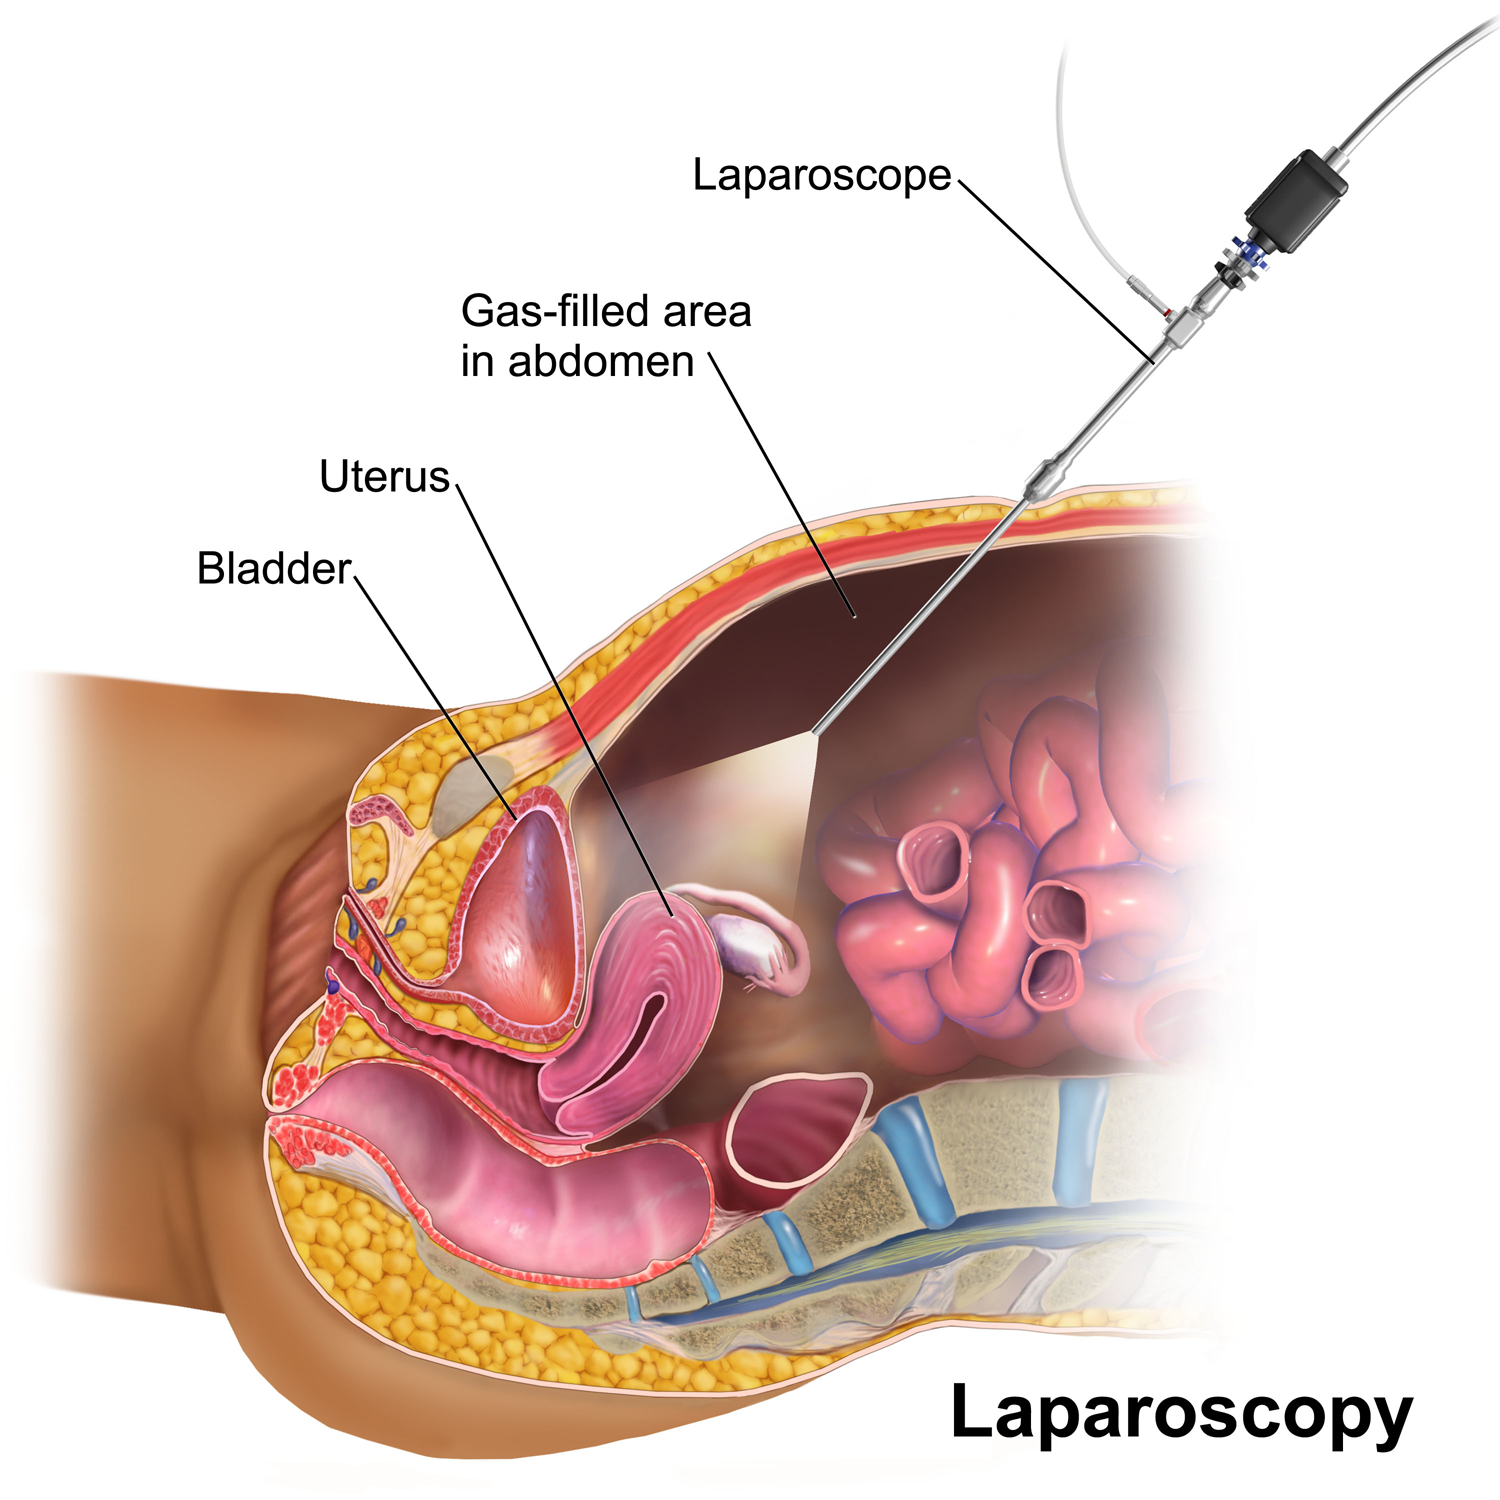 Laparoscope
Gas-filled area
in abdomen
Uterus
Bladder
Laparoscopy